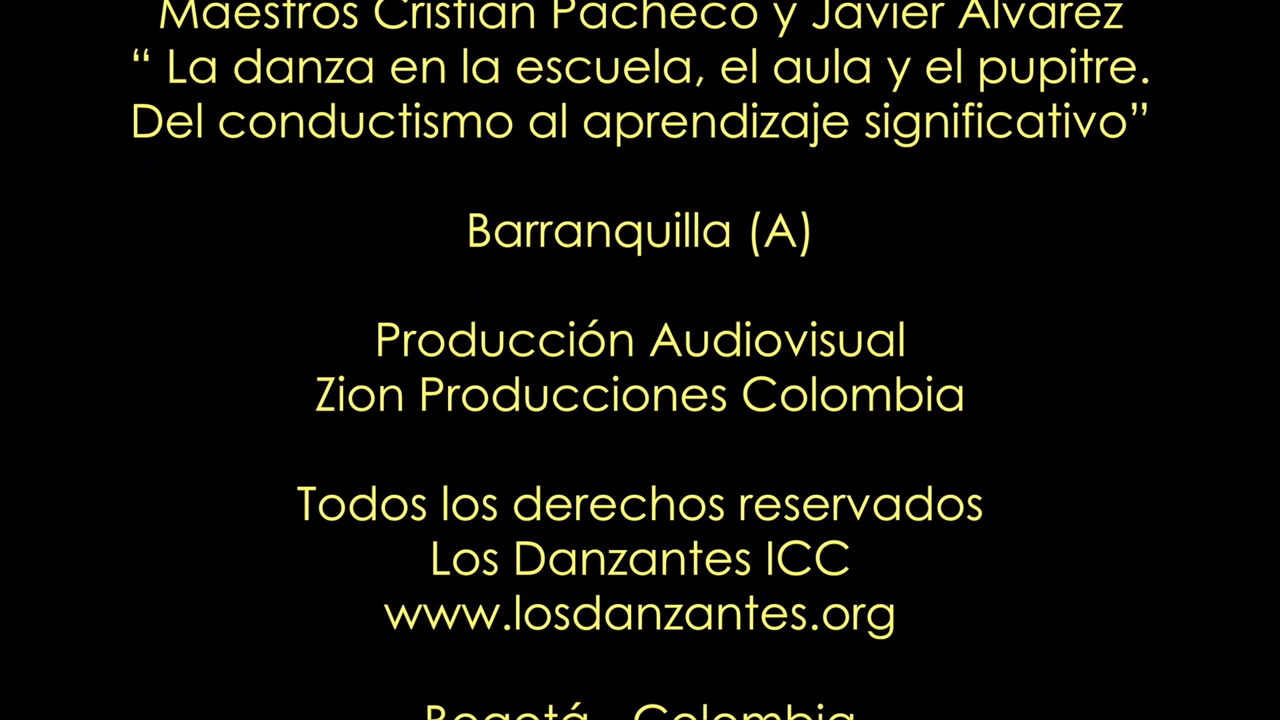 Maestros Cristian Pacheco y Javier Alvarez
“ La danza en la escuela, el aula y el pupitre.
Del conductismo al aprendizaje significativo”
Barranquilla (A)
Producción Audiovisual
Zion Producciones Colombia
Todos los derechos reservados
Los Danzantes ICC
www.losdanzantes.org
Bogotá - Colombia